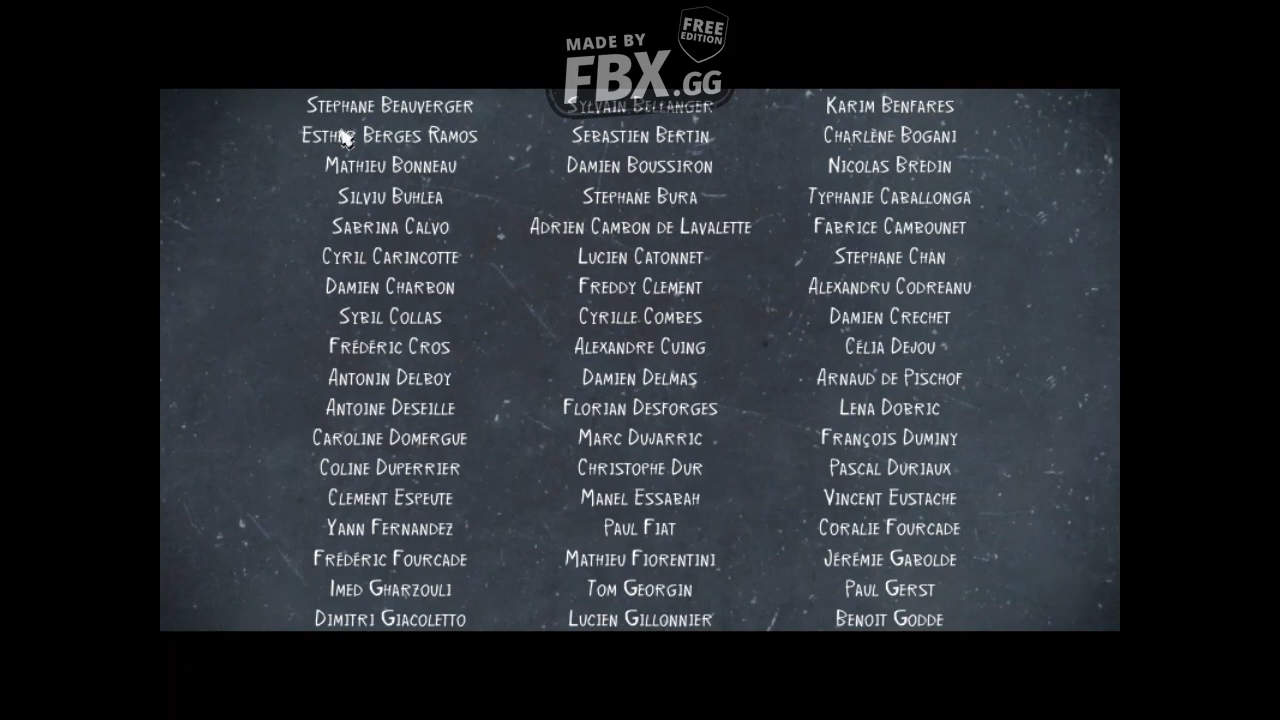 MADE BY
FREE
EDITION
FBX.GG
STEPHANE BEAUVERGER SYLVAIN BELLANGER KARIM BENFARES
ESTHER BERGES RAMOS SEBASTIEN BERTIN CHARLÈNE BOGANI
MATHIEU BONNEAU DAMIEN BOUSSIRON NICOLAS BREDIN
SILVIU BUHLEA STEPHANE BURA TYPHANIE CABALLONGA
SABRINA CALVO ADRIEN CAMBON DE LAVALETTE FABRICE CAMBOUNET
CYRIL CARINCOTTE LUCIEN CATONNET STEPHANE CHAN
DAMIEN CHARBON FREDDY CLEMENT ALEXANDRU CODREANU
SYBIL COLLAS CYRILLE COMBES DAMIEN CRECHET
FRÉDÉRIC CROS ALEXANDRE CUING CÉLIA DEJOU
ANTONIN DELBOY DAMIEN DELMAS ARNAUD DE PISCHOF
ANTOINE DESEILLE FLORIAN DESFORGES LENA DOBRIC
CAROLINE DOMERGUE MARC DUJARRIC FRANÇOIS DUMINY
COLINE DUPERRIER CHRISTOPHE DUR PASCAL DURIAUX
CLEMENT ESPEUTE MANEL ESSABAH VINCENT EUSTACHE
YANN FERNANDEZ PAUL FIAT CORALIE FOURCADE
FRÉDÉRIC FOURCADE MATHIEU FIORENTINI JÉRÉMIE GABOLDE
IMED GHARZOULI TOM GEORGIN PAUL GERST
DIMITRI GIACOLETTO LUCIEN GILLONNIER BENOIT GODDE